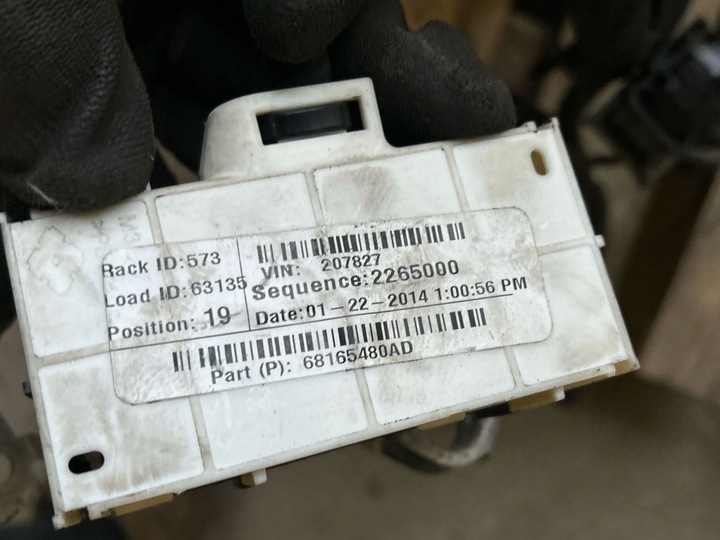 Rack ID:573
Load ID:63135
Position: 19
VIN: 207827
Sequence:2265000
Date:01-22-2014 1:00:56 PM
Part (P): 68165480AD